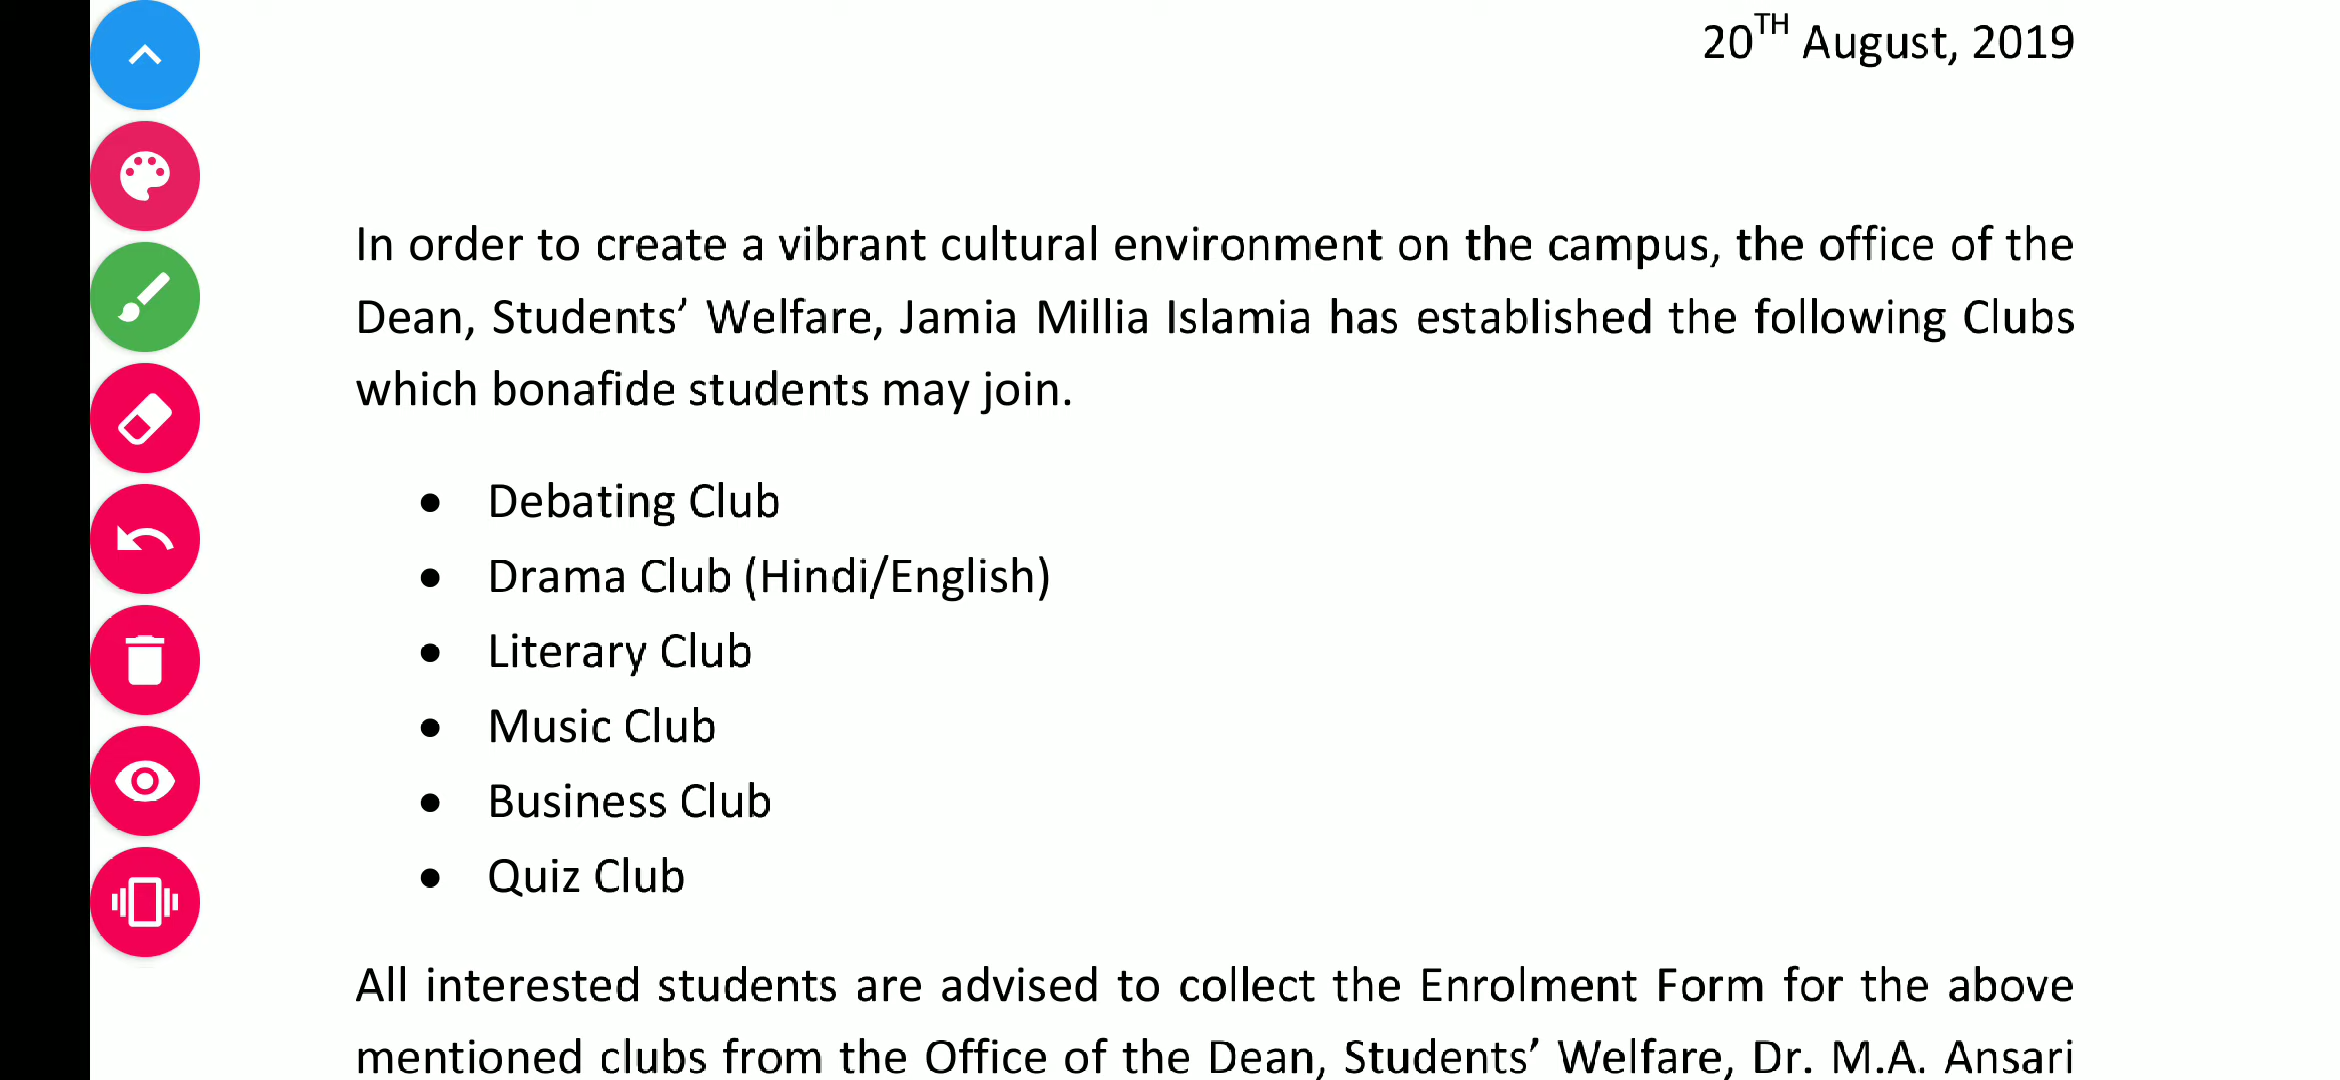 20TH August, 2019
In order to create a vibrant cultural environment on the campus, the office of the
Dean, Students’ Welfare, Jamia Millia Islamia has established the following Clubs
which bonafide students may join.
• Debating Club
• Drama Club (Hindi/English)
• Literary Club
• Music Club
• Business Club
• Quiz Club
All interested students are advised to collect the Enrolment Form for the above
mentioned clubs from the Office of the Dean, Students’ Welfare, Dr. M.A. Ansari